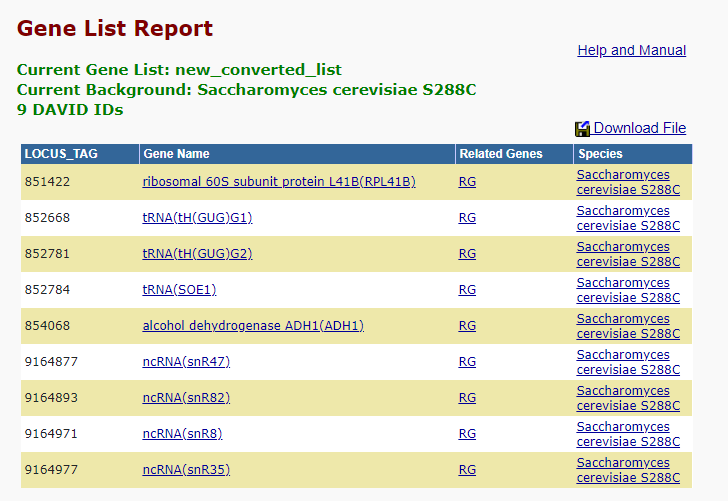 Gene List Report
Help and Manual
Current Gene List: new_converted_list
Current Background: Saccharomyces cerevisiae S288C
9 DAVID IDs
Download File
LOCUS_TAG Gene Name Related Genes Species
851422 ribosomal 60S subunit protein L41B(RPL41B) RG Saccharomyces
cerevisiae S288C
852668 tRNA(tH(GUG)G1) RG Saccharomyces
cerevisiae S288C
852781 tRNA(tH(GUG)G2) RG Saccharomyces
cerevisiae S288C
852784 tRNA(SOE1) RG Saccharomyces
cerevisiae S288C
854068 alcohol dehydrogenase ADH1(ADH1) RG Saccharomyces
cerevisiae S288C
9164877 ncRNA(snR47) RG Saccharomyces
cerevisiae S288C
9164893 ncRNA(snR82) RG Saccharomyces
cerevisiae S288C
9164971 ncRNA(snR8) RG Saccharomyces
cerevisiae S288C
9164977 ncRNA(snR35) RG Saccharomyces
cerevisiae S288C